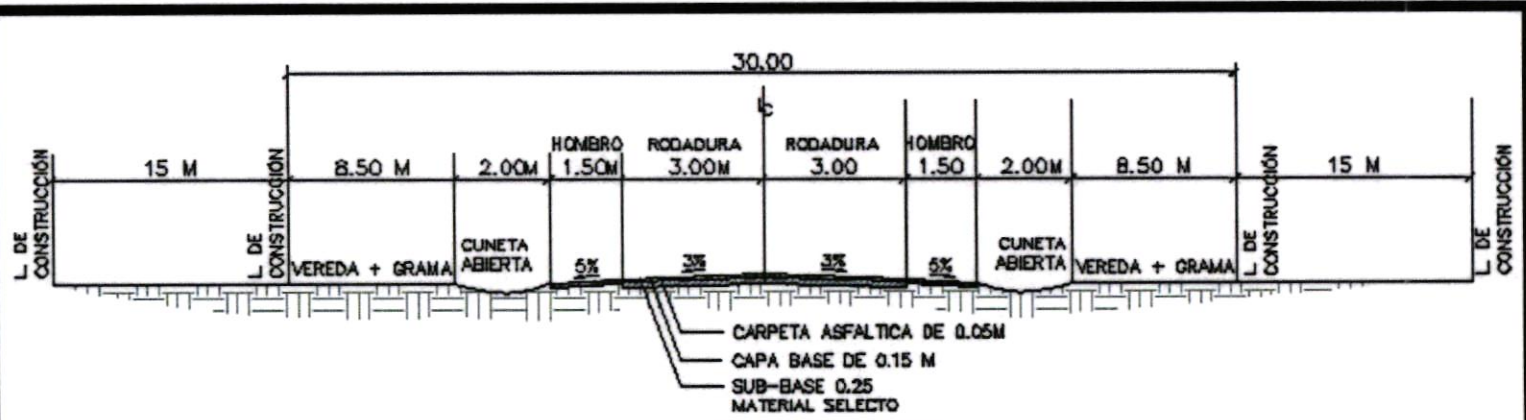 30.00
C
HOMBRO RODADURA RODADURA HOMBRO
15 M 8.50 M 2.00M 1.50M 3.00M 3.00 1.50 2.00M 8.50 M 15 M
L DE CONSTRUCCIÓN
L DE CONSTRUCCIÓN
VEREDA + GRAMA
CUNETA
ABIERTA
5% 3% 3% 5%
CUNETA
ABIERTA
VEREDA + GRAMA
L DE CONSTRUCCIÓN
L DE CONSTRUCCIÓN
CARPETA ASFALTICA DE 0.05M
CAPA BASE DE 0.15 M
SUB-BASE 0.25
MATERIAL SELECTO